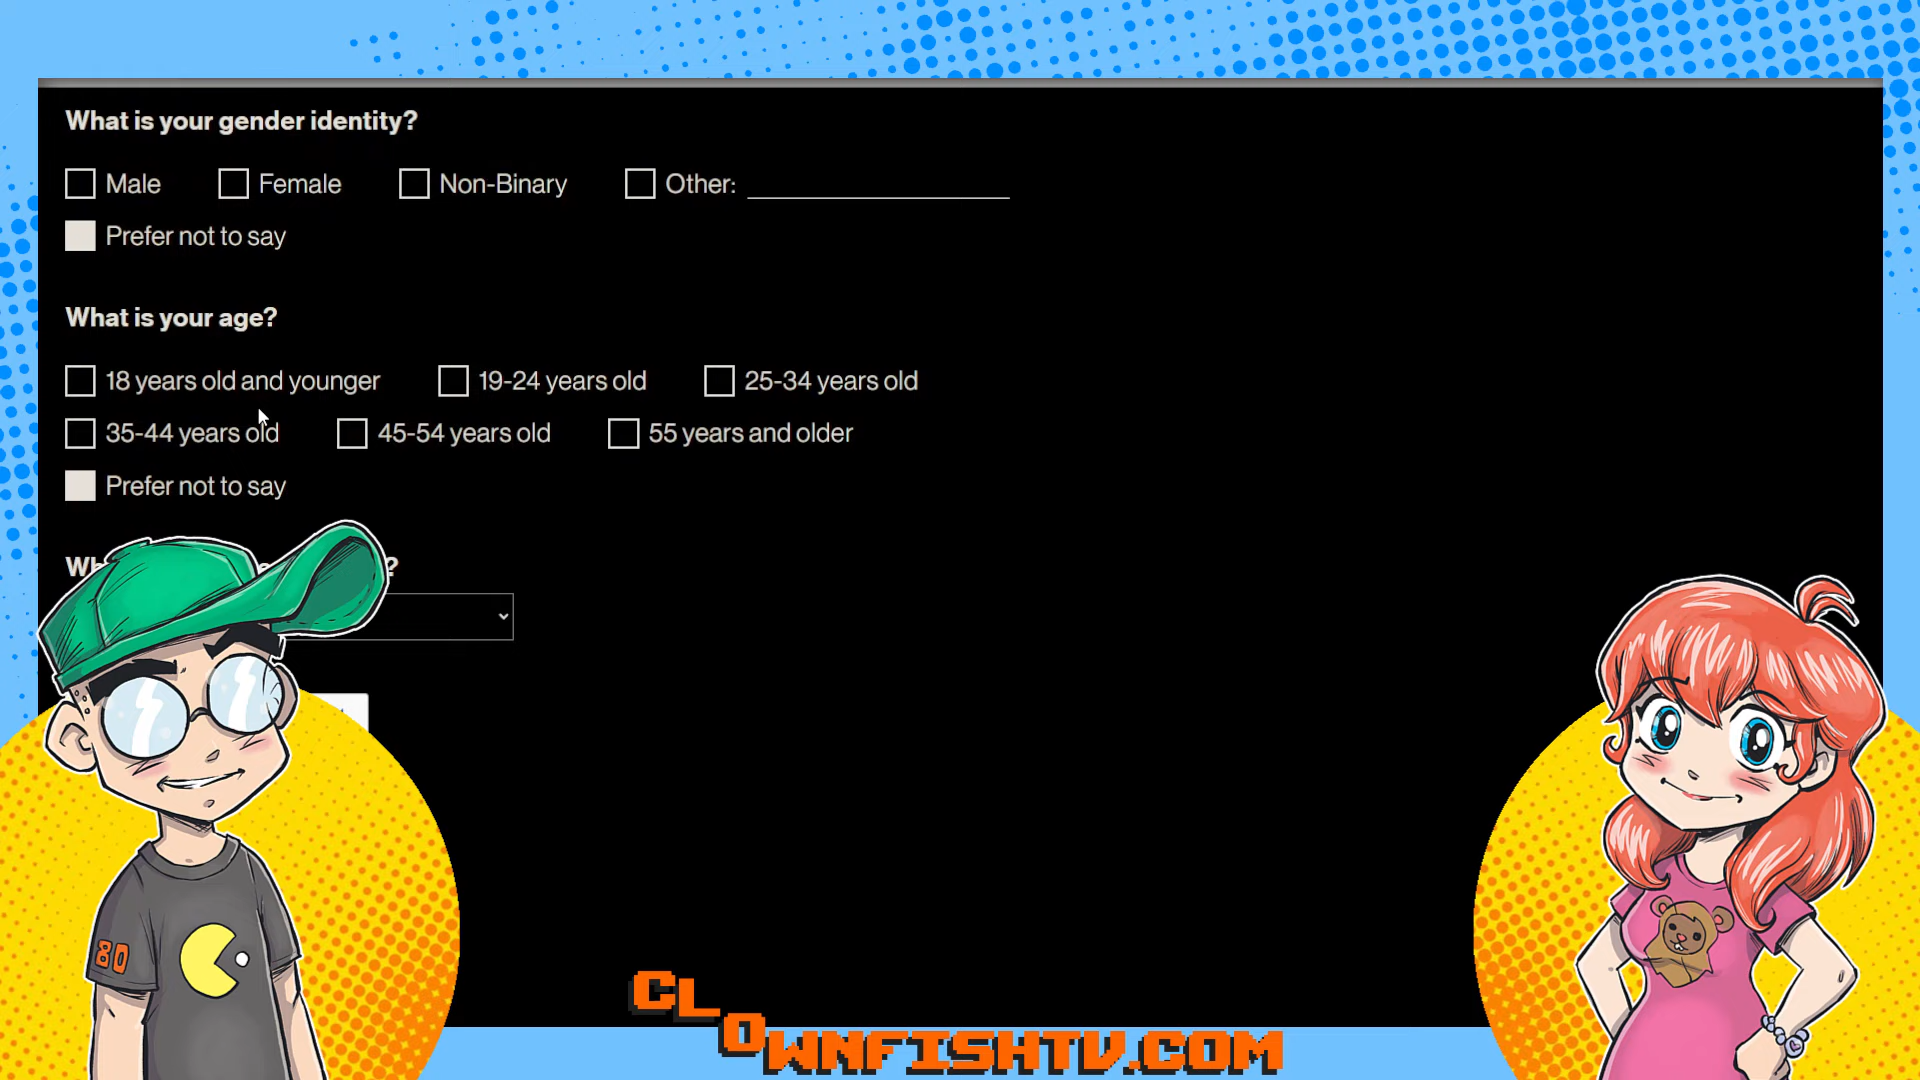 What is your gender identity?
Male Female Non-Binary Other:
Prefer not to say
What is your age?
18 years old and younger 19-24 years old 25-34 years old
35-44 years old 45-54 years old 55 years and older
Prefer not to say
?
80
CLOWNFISHTV.COM